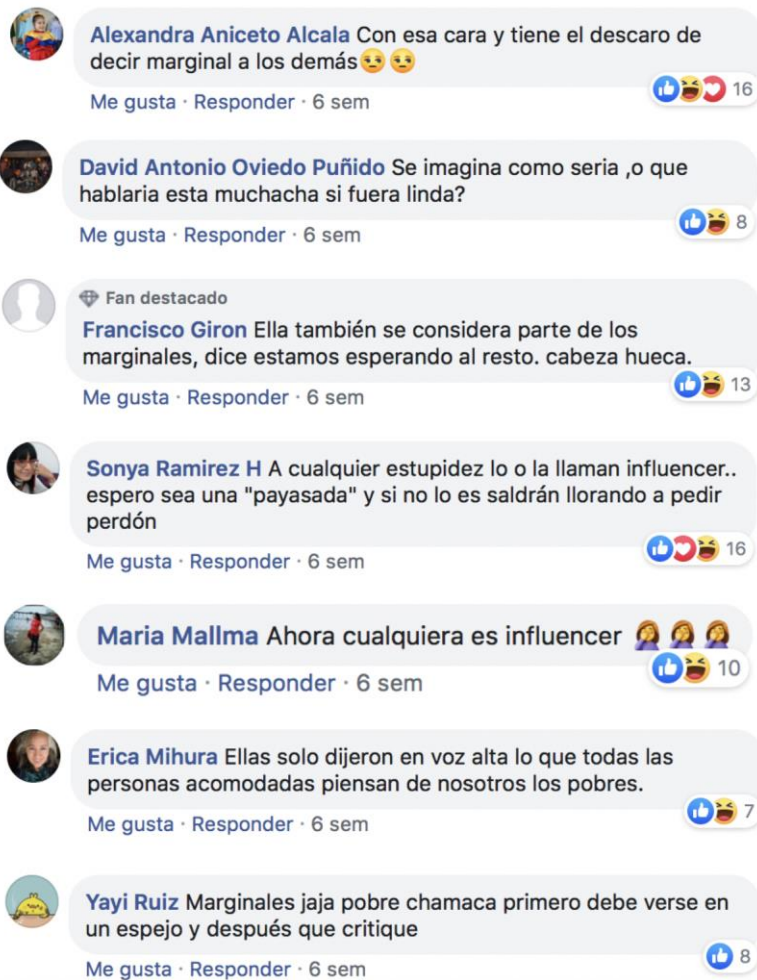 Alexandra Aniceto Alcala Con esa cara y tiene el descaro de
decir marginal a los demás😒😒
16
Me gusta · Responder · 6 sem
David Antonio Oviedo Puñido Se imagina como seria ,o que
hablaria esta muchacha si fuera linda?
8
Me gusta · Responder · 6 sem
Fan destacado
Francisco Giron Ella también se considera parte de los
marginales, dice estamos esperando al resto. cabeza hueca.
13
Me gusta · Responder · 6 sem
Sonya Ramirez H A cualquier estupidez lo o la llaman influencer..
espero sea una "payasada" y si no lo es saldrán llorando a pedir
perdón
16
Me gusta · Responder · 6 sem
Maria Mallma Ahora cualquiera es influencer 🤦‍♀️🤦‍♀️🤦‍♀️
10
Me gusta · Responder · 6 sem
Erica Mihura Ellas solo dijeron en voz alta lo que todas las
personas acomodadas piensan de nosotros los pobres.
7
Me gusta · Responder · 6 sem
Yayi Ruiz Marginales jaja pobre chamaca primero debe verse en
un espejo y después que critique
8
Me gusta · Responder · 6 sem